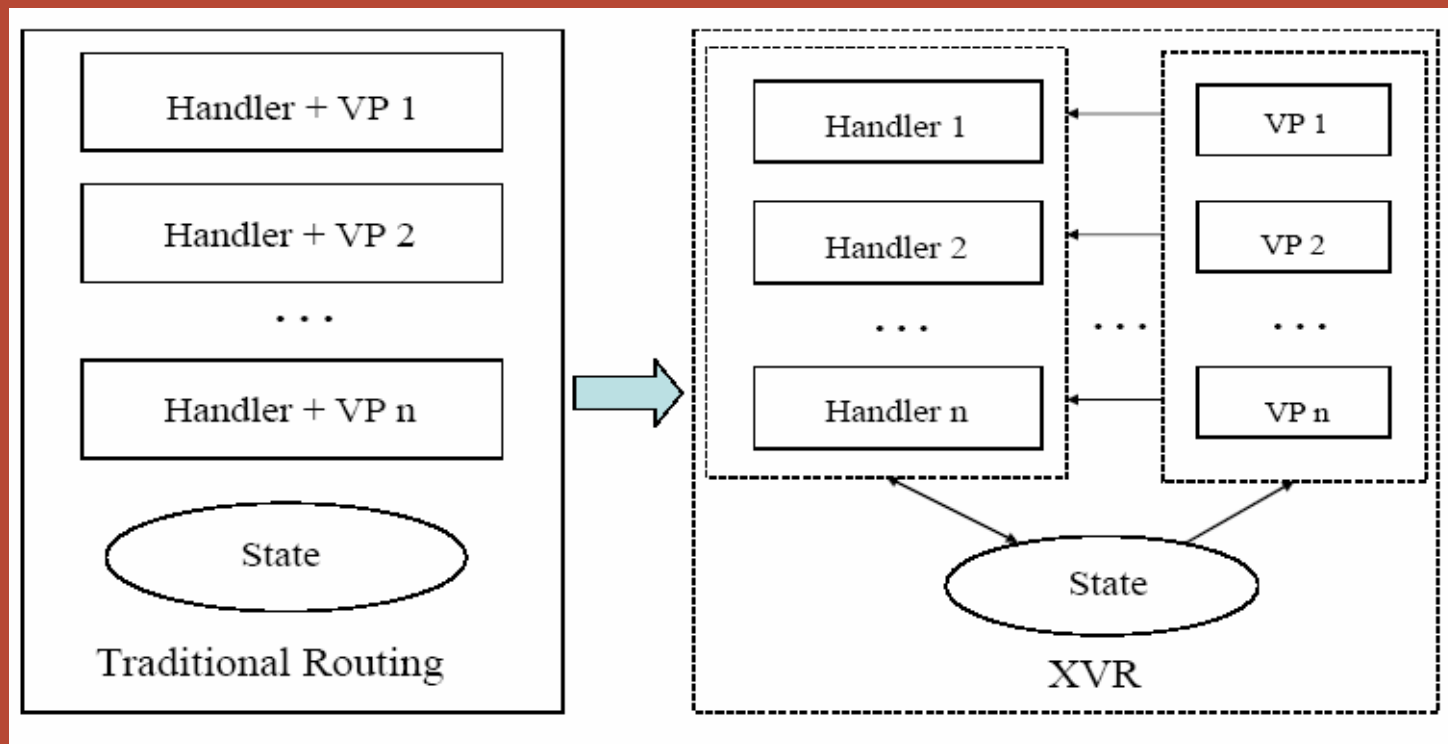 Handler + VP 1
Handler + VP 2
...
Handler + VP n
State
Traditional Routing
Handler 1
Handler 2
...
Handler n
...
VP 1
VP 2
...
VP n
State
XVR